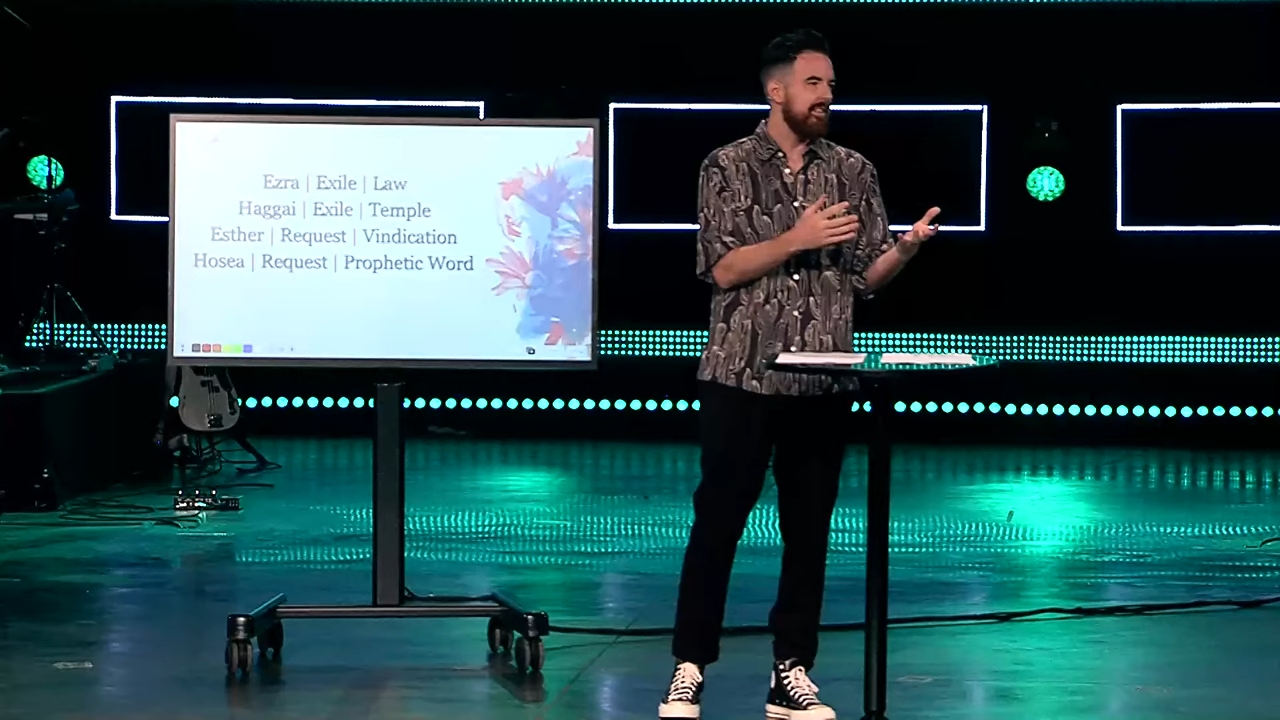 Ezra | Exile | Law
Haggai | Exile | Temple
Esther | Request | Vindication
Hosea | Request | Prophetic Word